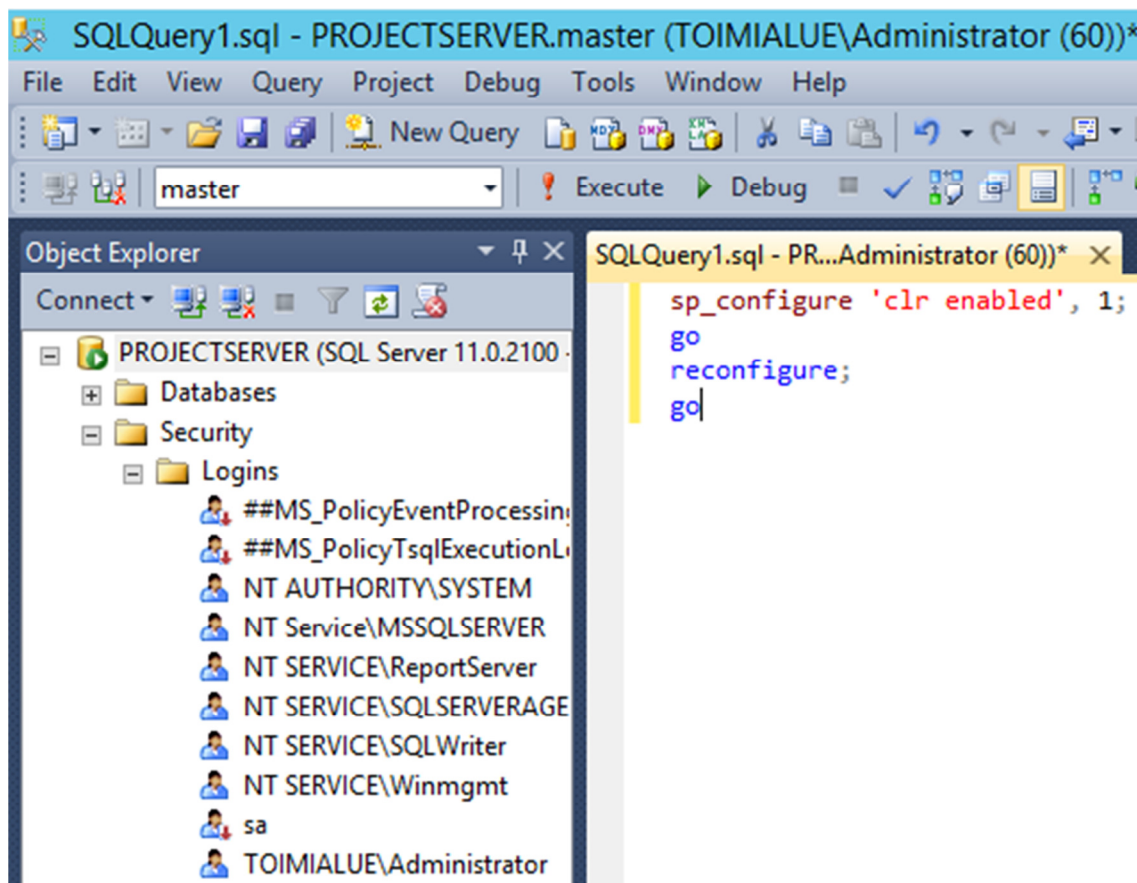 SQLQuery1.sql - PROJECTSERVER.master (TOIMIALUE\Administrator (60))*
File Edit View Query Project Debug Tools Window Help
New Query MDX DMX XMLA
master Execute Debug
Object Explorer
SQLQuery1.sql - PR...Administrator (60))*
Connect
sp_configure 'clr enabled', 1;
go
reconfigure;
go
PROJECTSERVER (SQL Server 11.0.2100 -
Databases
Security
Logins
##MS_PolicyEventProcessing
##MS_PolicyTsqlExecutionL
NT AUTHORITY\SYSTEM
NT Service\MSSQLSERVER
NT SERVICE\ReportServer
NT SERVICE\SQLSERVERAGE
NT SERVICE\SQLWriter
NT SERVICE\Winmgmt
sa
TOIMIALUE\Administrator